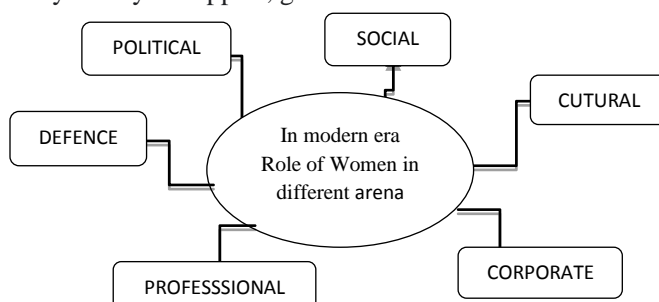 SOCIAL
POLITICAL
CUTURAL
DEFENCE
In modern era
Role of Women in
different arena
CORPORATE
PROFESSSIONAL